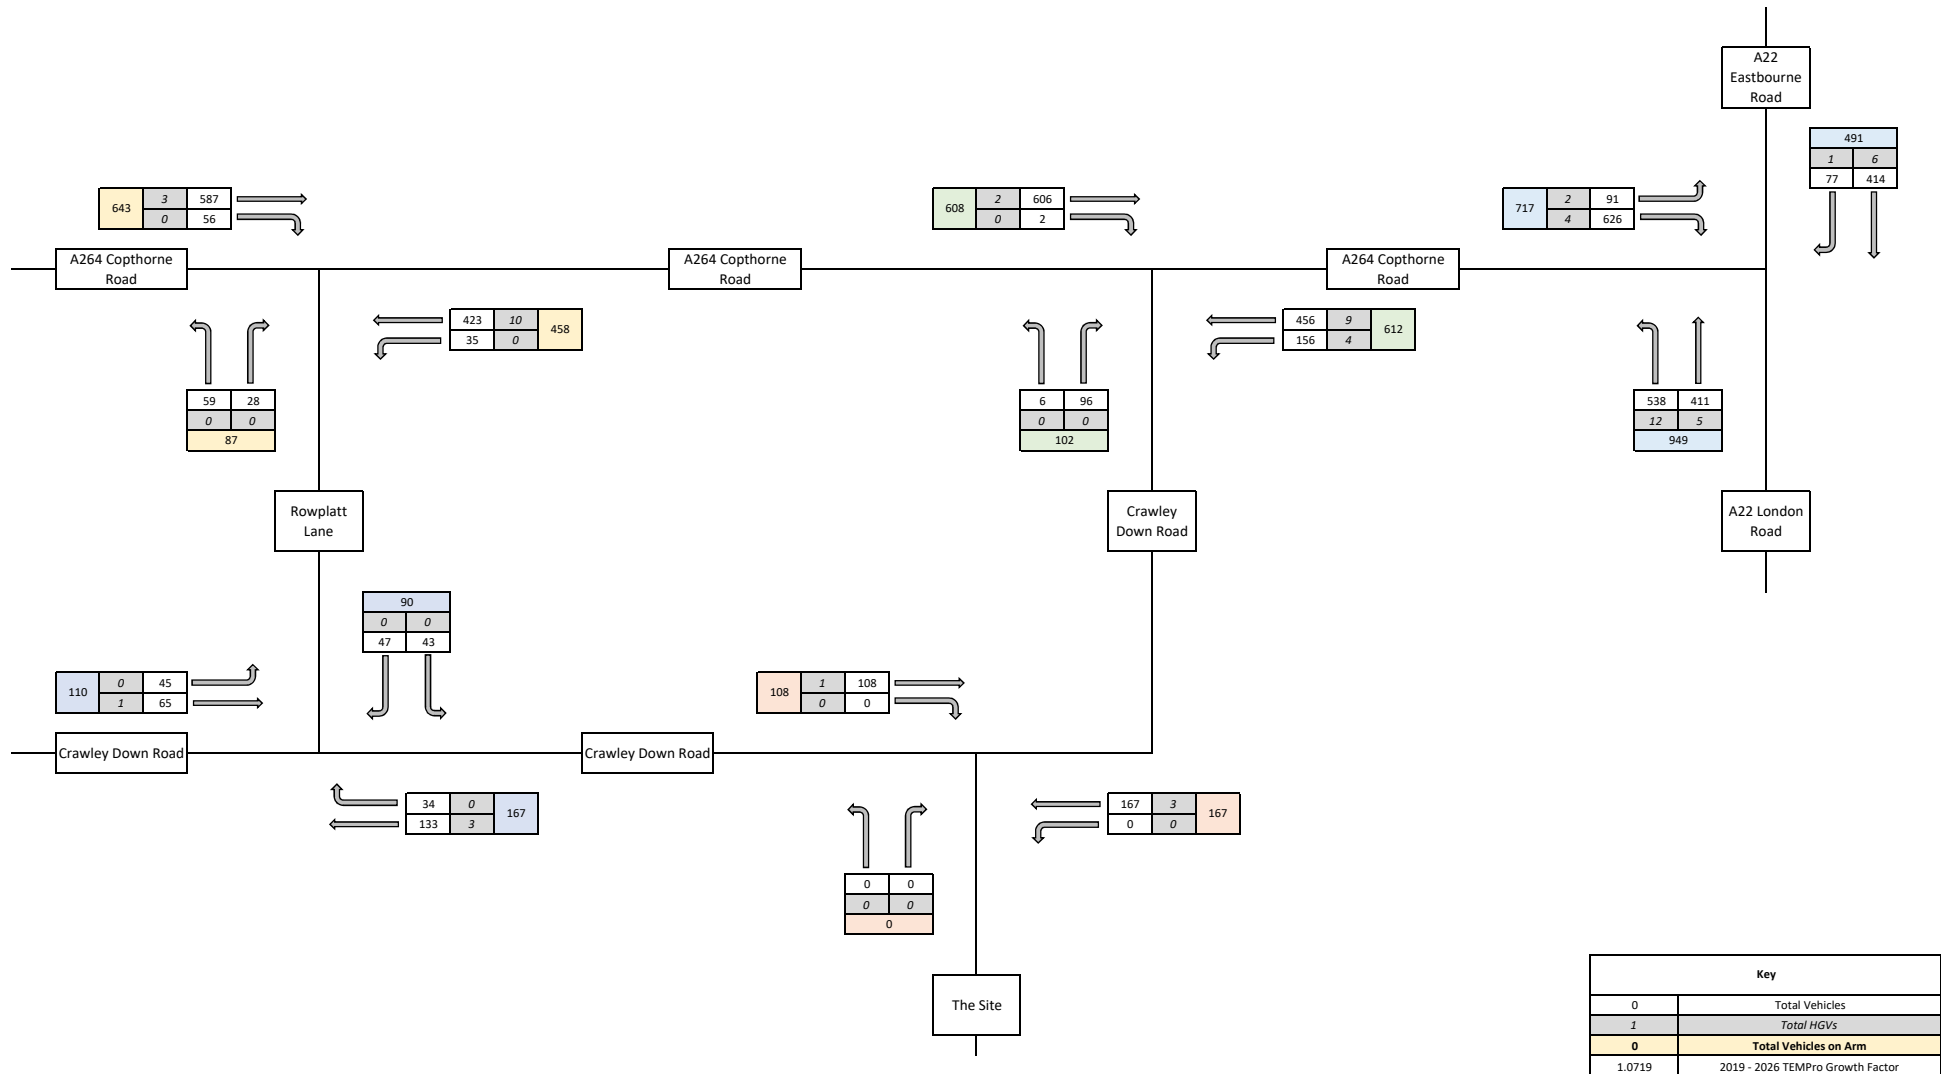 A22
Eastbourne
Road
491
1 6
77 414
643 3 587
0 56
608 2 606
0 2
717 2 91
4 626
A264 Copthorne
Road
A264 Copthorne
Road
A264 Copthorne
Road
423 10 458
35 0
456 9 612
156 4
59 28
0 0
87
6 96
0 0
102
538 411
12 5
949
Rowplatt
Lane
Crawley
Down Road
A22 London
Road
90
0 0
47 43
110 0 45
1 65
108 1 108
0 0
Crawley Down Road
Crawley Down Road
34 0 167
133 3
167 3 167
0 0
0 0
0 0
0
The Site
Key
0 Total Vehicles
1 Total HGVs
0 Total Vehicles on Arm
1.0719 2019 - 2026 TEMPro Growth Factor